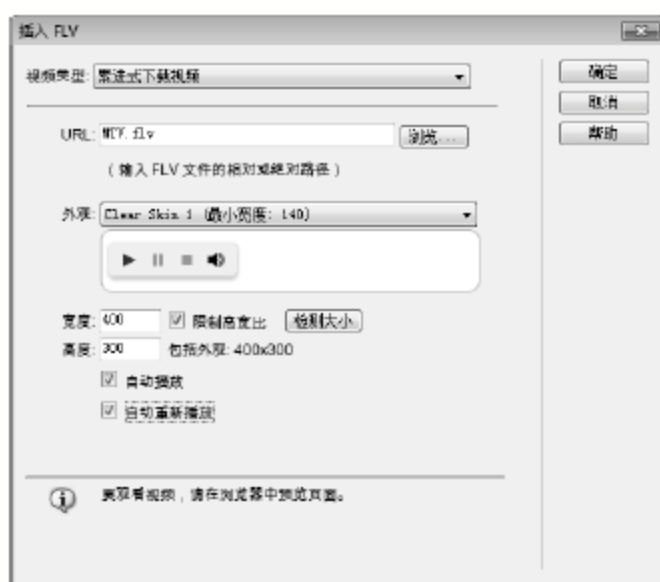 插入 FLV
视频类型: 累进式下载视频
确定
取消
帮助
URL: MTV.flv
浏览...
(输入 FLV 文件的相对或绝对路径)
外观: Clear Skin 1 (最小宽度: 140)
宽度: 400 限制高宽比 检测大小
高度: 300 包括外观: 400x300
自动播放
自动重新播放
要观看视频,请在浏览器中预览页面。